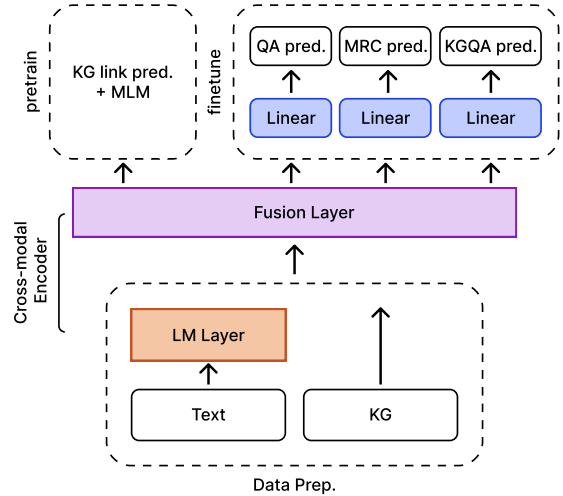 pretrain
KG link pred.
+ MLM
finetune
QA pred.
MRC pred.
KGQA pred.
Linear
Linear
Linear
Fusion Layer
Cross-modal
Encoder
LM Layer
Text
KG
Data Prep.